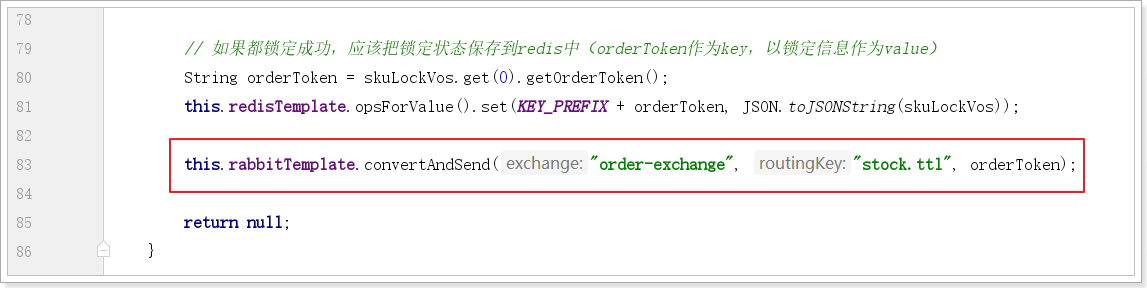 78
79 // 如果都锁定成功，应该把锁定状态保存到redis中（orderToken作为key，以锁定信息作为value）
80 String orderToken = skuLockVos.get(0).getOrderToken();
81 this.redisTemplate.opsForValue().set(KEY_PREFIX + orderToken, JSON.toJSONString(skuLockVos));
82
83 this.rabbitTemplate.convertAndSend( exchange: "order-exchange", routingKey: "stock.ttl", orderToken);
84
85 return null;
86 }